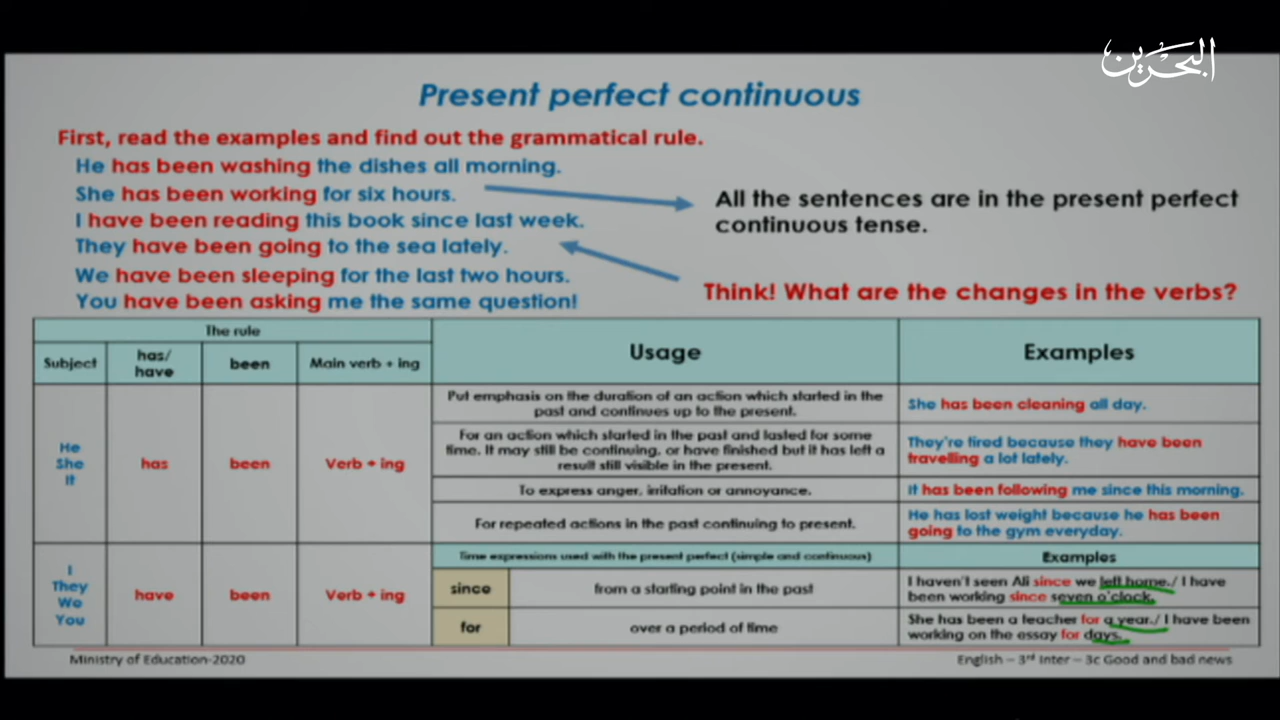 البحرين
Present perfect continuous
First, read the examples and find out the grammatical rule.
He has been washing the dishes all morning.
She has been working for six hours.
I have been reading this book since last week.
They have been going to the sea lately.
We have been sleeping for the last two hours.
You have been asking me the same question!
All the sentences are in the present perfect
continuous tense.
Think! What are the changes in the verbs?
The rule
Subject
has/
have
been
Main verb + ing
Usage
Examples
He
She
It
has
been
Verb + ing
Put emphasis on the duration of an action which started in the
past and continues up to the present.
She has been cleaning all day.
For an action which started in the past and lasted for some
time. It may still be continuing, or have finished but it has left a
result still visible in the present.
They're tired because they have been
travelling a lot lately.
To express anger, irritation or annoyance.
It has been following me since this morning.
For repeated actions in the past continuing to present.
He has lost weight because he has been
going to the gym everyday.
I
They
We
You
have
been
Verb + ing
Time expressions used with the present perfect (simple and continuous)
Examples
since
from a starting point in the past
I haven't seen Ali since we left home./ I have
been working since seven o'clock.
for
over a period of time
She has been a teacher for a year./ I have been
working on the essay for days.
Ministry of Education-2020
English – 3rd Inter – 3c Good and bad news